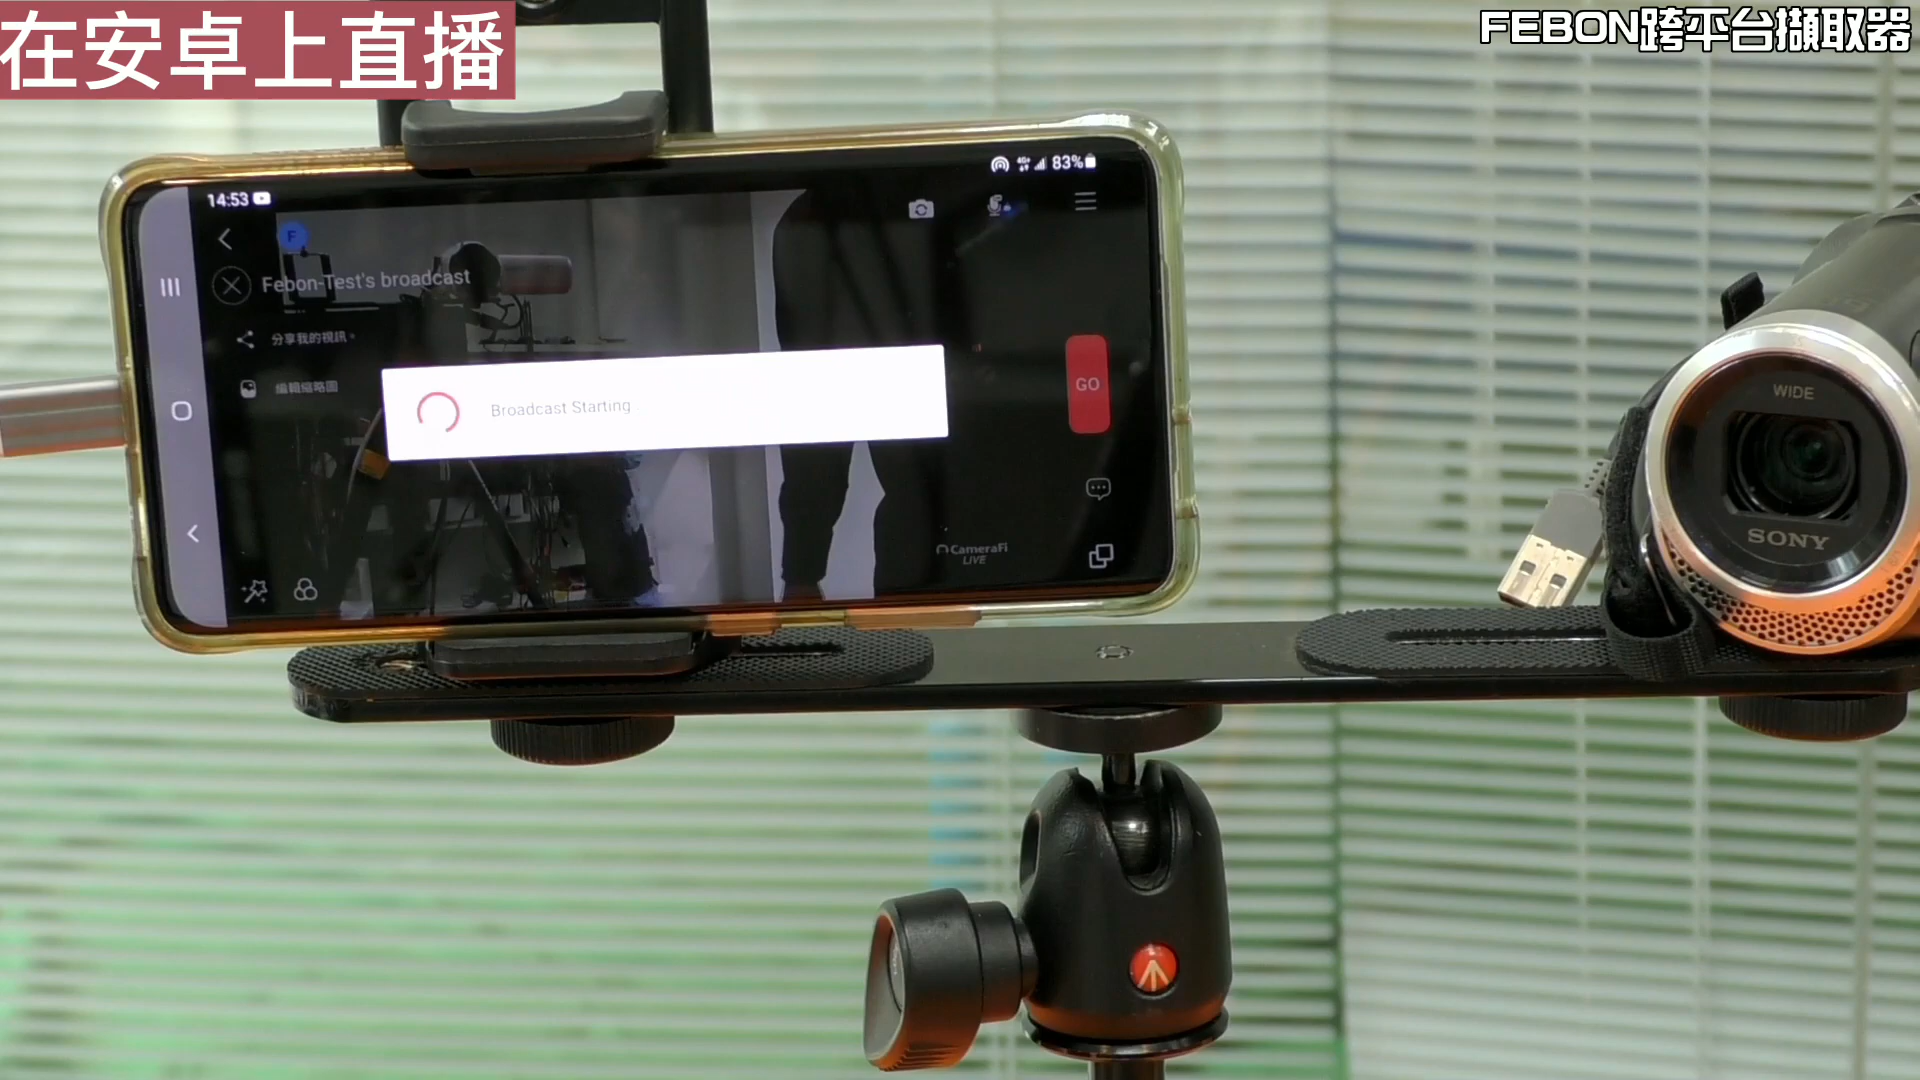 在安卓上直播
FEBON跨平台擷取器
14:53
83%
F
Febon-Test's broadcast
分享我的視訊。
編輯縮略圖
Broadcast Starting
GO
CameraFi
LIVE
WIDE
SONY